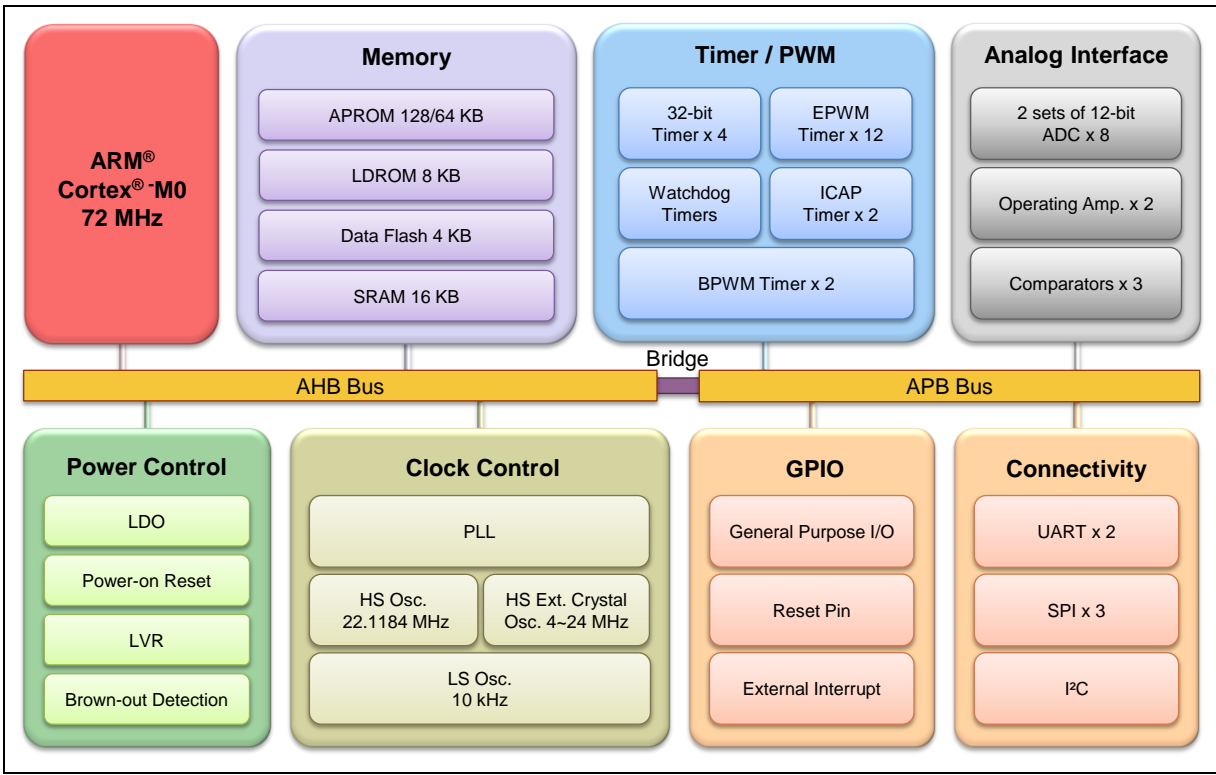 ARM®
Cortex® -M0
72 MHz
Memory
APROM 128/64 KB
LDROM 8 KB
Data Flash 4 KB
SRAM 16 KB
Timer / PWM
32-bit
Timer x 4
EPWM
Timer x 12
Watchdog
Timers
ICAP
Timer x 2
BPWM Timer x 2
Analog Interface
2 sets of 12-bit
ADC x 8
Operating Amp. x 2
Comparators x 3
Bridge
AHB Bus
APB Bus
Power Control
LDO
Power-on Reset
LVR
Brown-out Detection
Clock Control
PLL
HS Osc.
22.1184 MHz
HS Ext. Crystal
Osc. 4~24 MHz
LS Osc.
10 kHz
GPIO
General Purpose I/O
Reset Pin
External Interrupt
Connectivity
UART x 2
SPI x 3
I²C